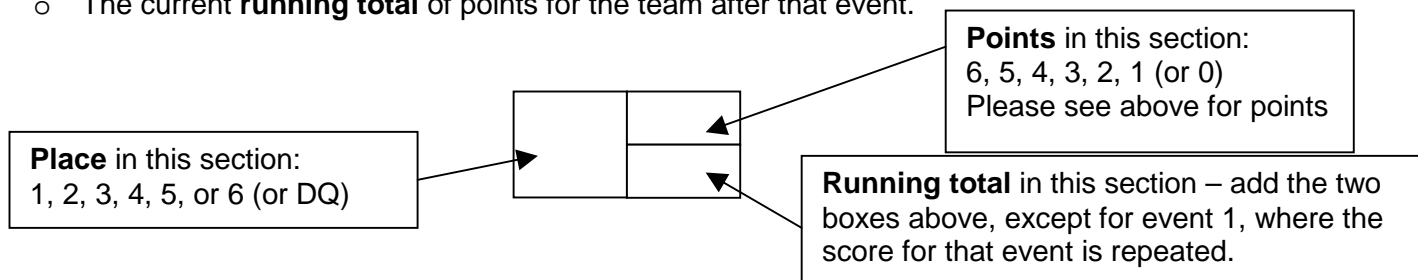 o The current running total of points for the team after that event.
Points in this section:
6, 5, 4, 3, 2, 1 (or 0)
Please see above for points
Place in this section:
1, 2, 3, 4, 5, or 6 (or DQ)
Running total in this section – add the two
boxes above, except for event 1, where the
score for that event is repeated.